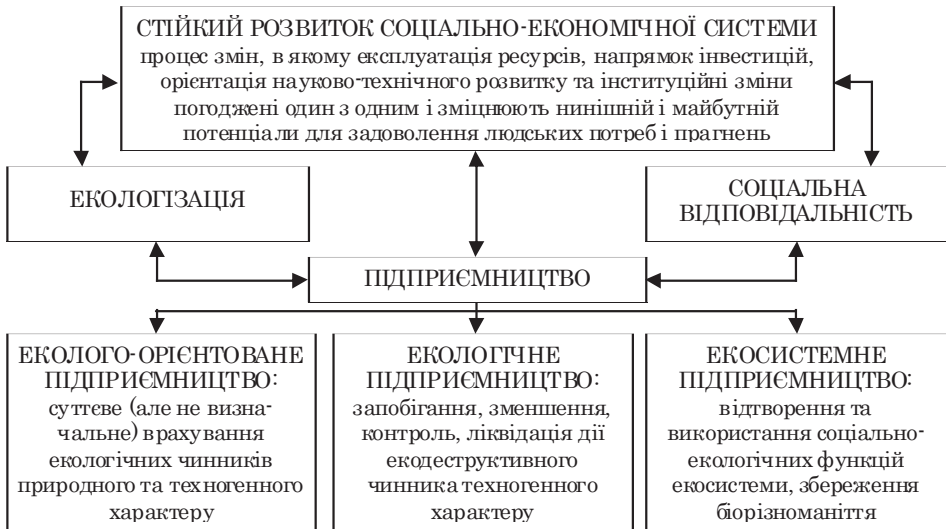 СТІЙКИЙ РОЗВИТОК СОЦІАЛЬНО-ЕКОНОМІЧНОЇ СИСТЕМИ
процес змін, в якому експлуатація ресурсів, напрямок інвестицій,
орієнтація науково-технічного розвитку та інституційні зміни
погоджені один з одним і зміцнюють нинішній і майбутній
потенціали для задоволення людських потреб і прагнень
ЕКОЛОГІЗАЦІЯ
СОЦІАЛЬНА
ВІДПОВІДАЛЬНІСТЬ
ПІДПРИЄМНИЦТВО
ЕКОЛОГО-ОРІЄНТОВАНЕ
ПІДПРИЄМНИЦТВО:
суттєве (але не визна-
чальне) врахування
екологічних чинників
природного та техногенного
характеру
ЕКОЛОГІЧНЕ
ПІДПРИЄМНИЦТВО:
запобігання, зменшення,
контроль, ліквідація дії
екодеструктивного
чинника техногенного
характеру
ЕКОСИСТЕМНЕ
ПІДПРИЄМНИЦТВО:
відтворення та
використання соціально-
екологічних функцій
екосистеми, збереження
біорізноманіття